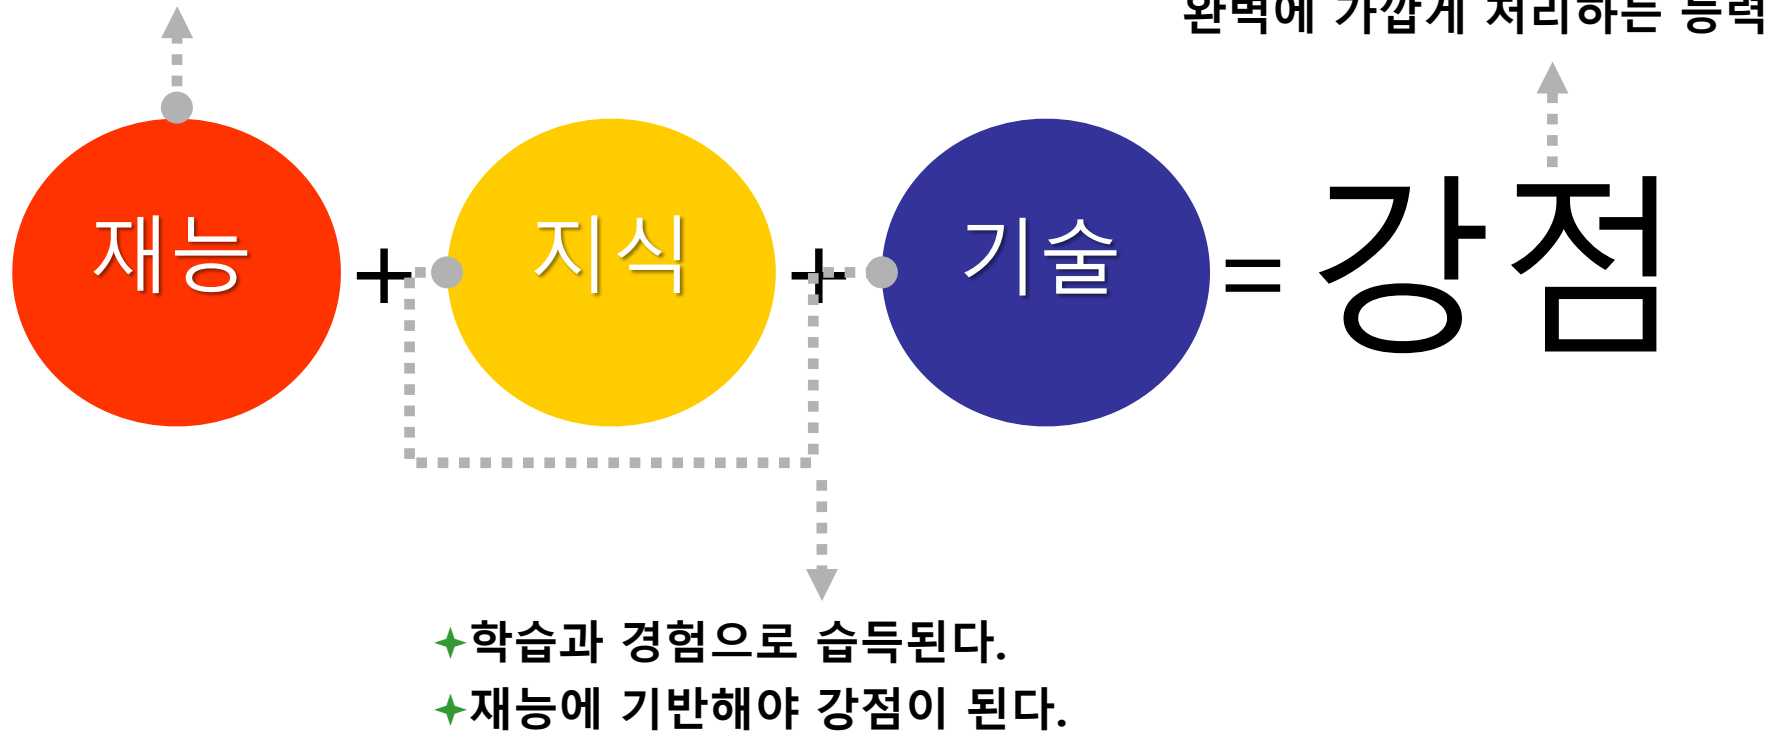 완벽에 가깝게 처리하는 능력
재능 + 지식 + 기술 = 강점
학습과 경험으로 습득된다.
재능에 기반해야 강점이 된다.